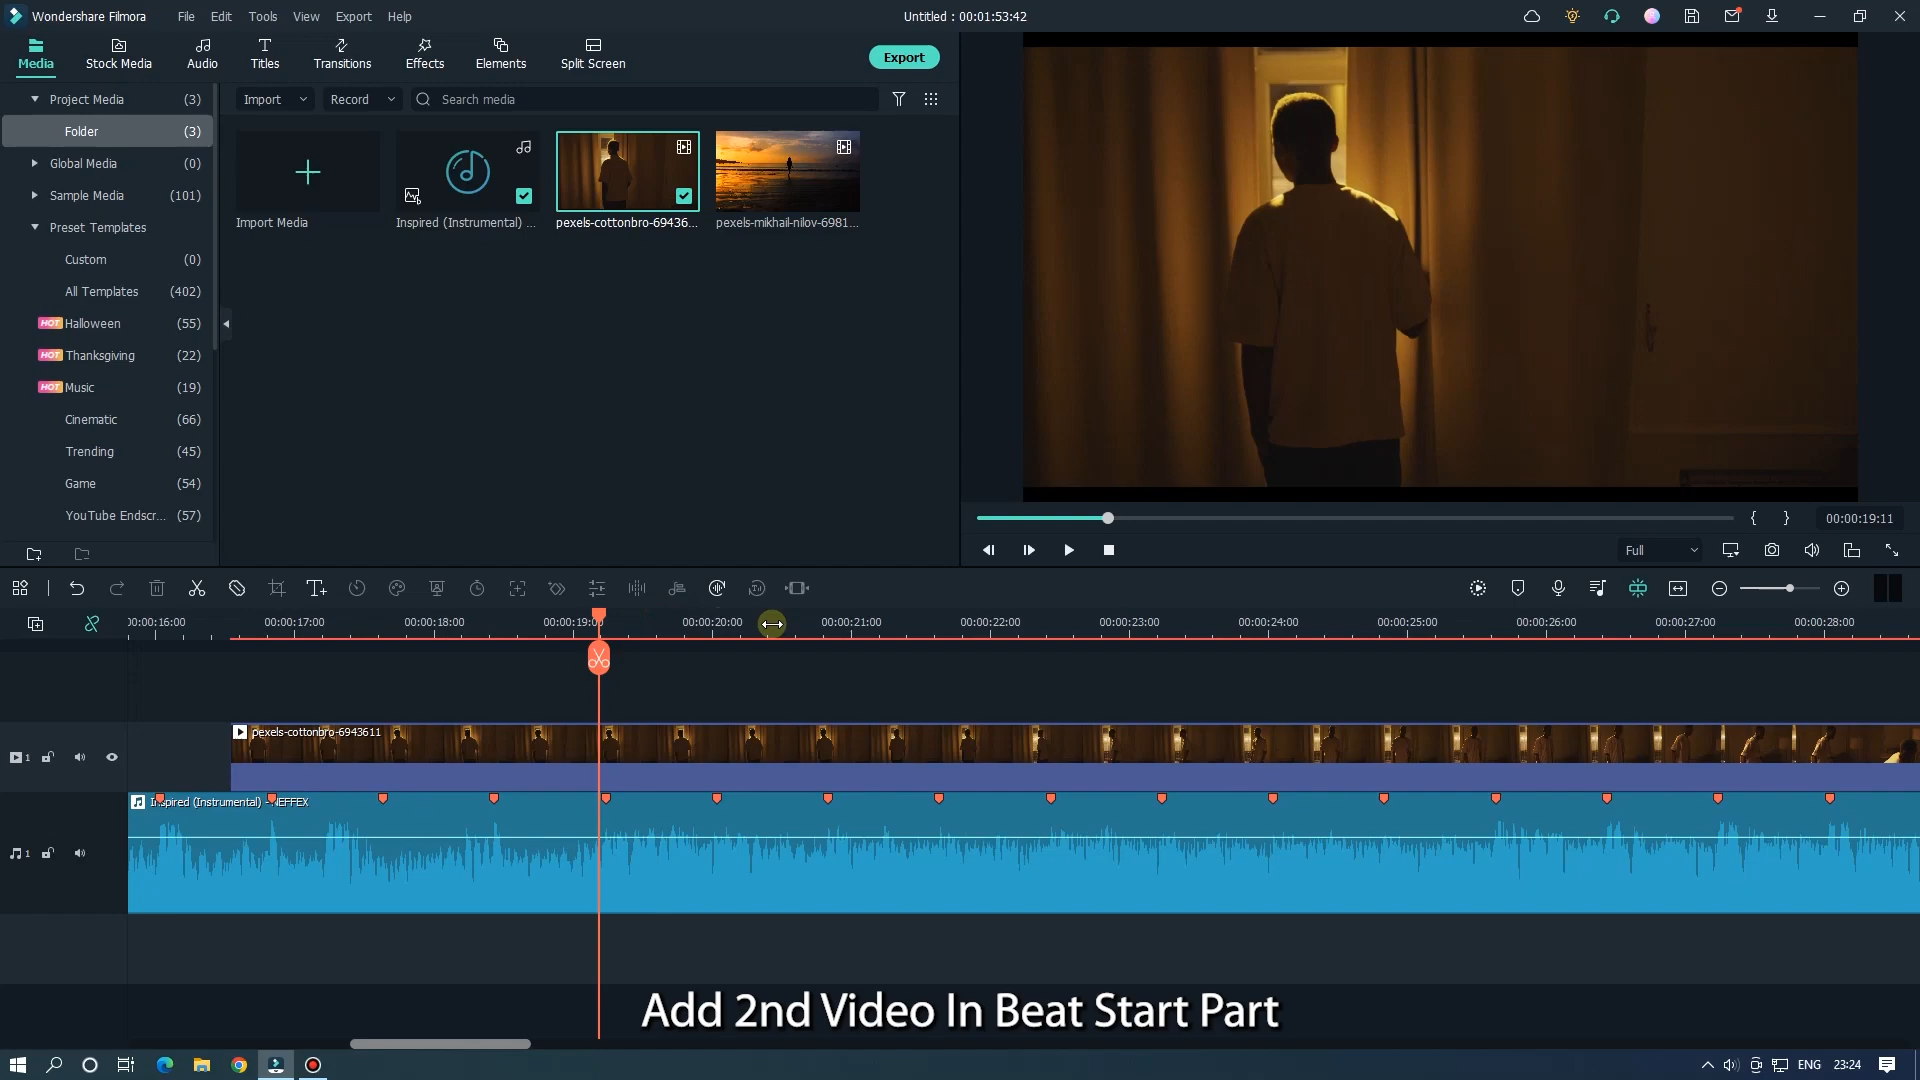 Wondershare Filmora
File Edit Tools View Export Help
Untitled : 00:01:53:42
Media Stock Media Audio Titles Transitions Effects Elements Split Screen
Export
Project Media (3)
Folder (3)
Global Media (0)
Sample Media (101)
Preset Templates
Custom (0)
All Templates (402)
HOT Halloween (55)
HOT Thanksgiving (22)
HOT Music (19)
Cinematic (66)
Trending (45)
Game (54)
YouTube Endscr... (57)
Import Record Search media
Import Media
Inspired (Instrumental) ...
pexels-cottonbro-69436...
pexels-mikhail-nilov-6981...
{ } 00:00:19:11
Full
00:00:16:00 00:00:17:00 00:00:18:00 00:00:19:00 00:00:20:00 00:00:21:00 00:00:22:00 00:00:23:00 00:00:24:00 00:00:25:00 00:00:26:00 00:00:27:00 00:00:28:00
pexels-cottonbro-6943611
1
Inspired (Instrumental) - NEFFEX
1
Add 2nd Video In Beat Start Part
ENG 23:24